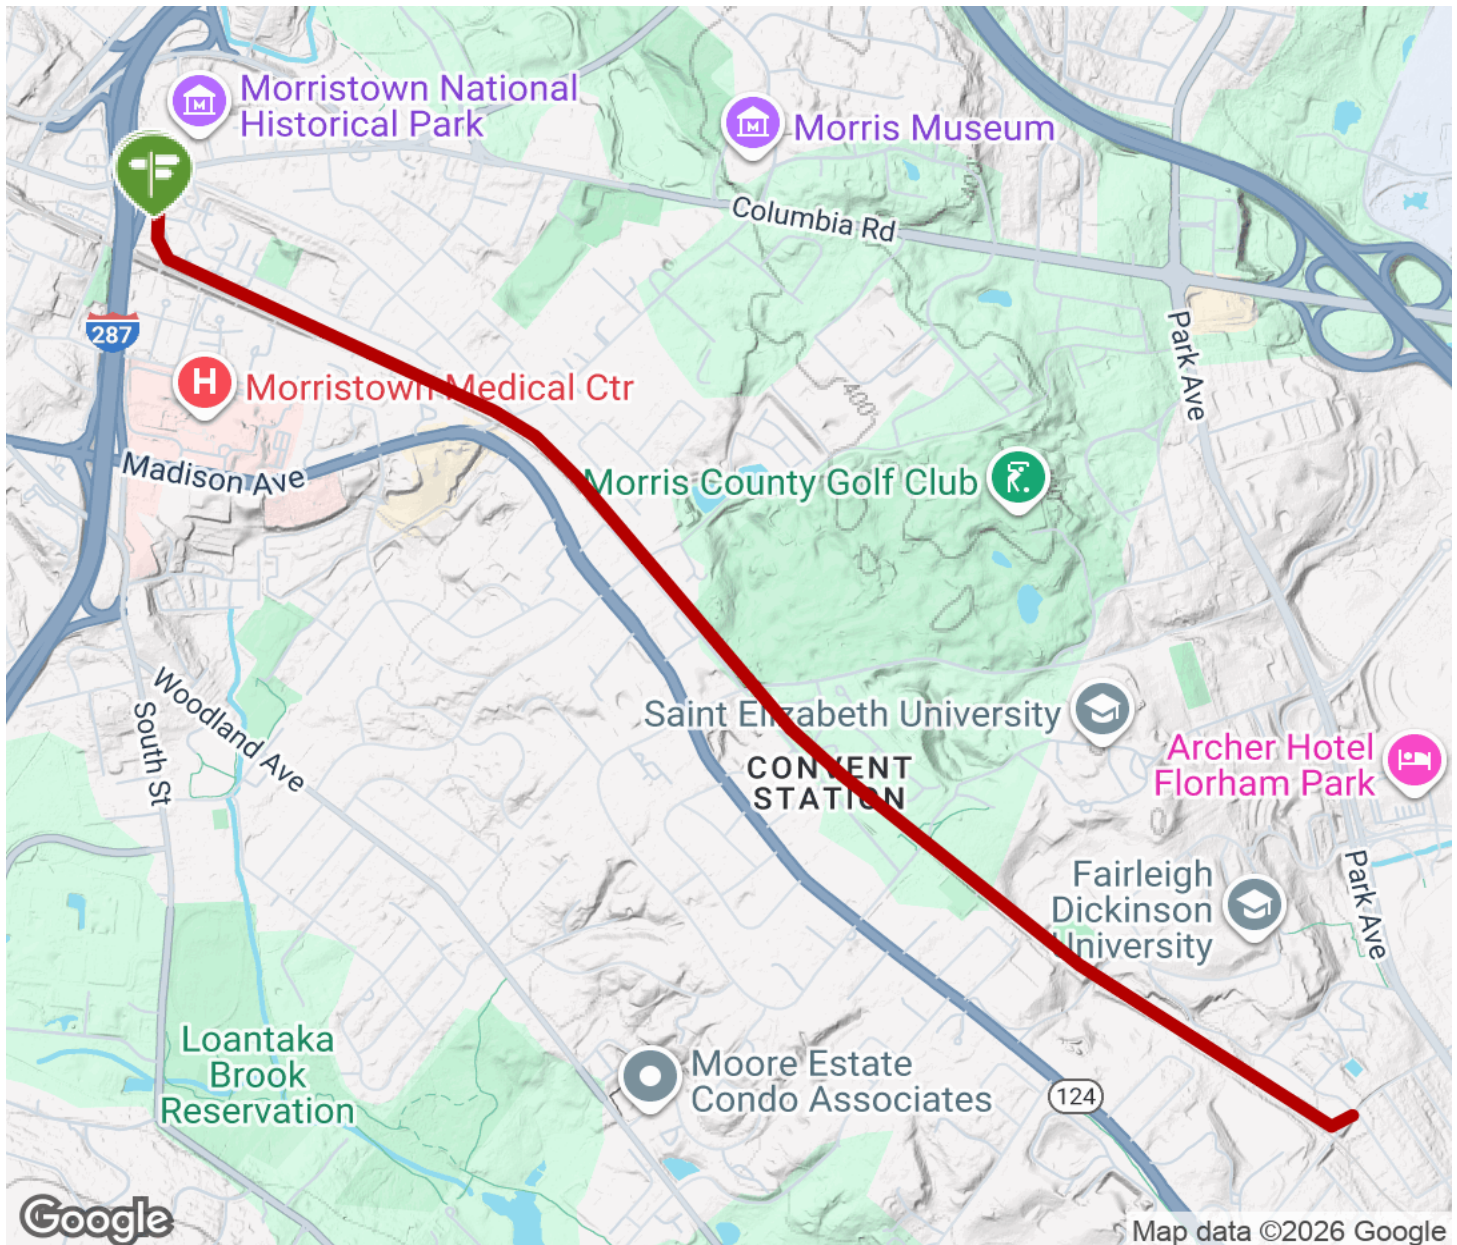 Morristown National
Historical Park
Morris Museum
Columbia Rd
287
Park Ave
Morristown Medical Ctr
Madison Ave
400'
400'
Morris County Golf Club
Woodland Ave
South St
Saint Elizabeth University
CONVENT
STATION
Archer Hotel
Florham Park
Fairleigh
Dickinson
University
Park Ave
Loantaka
Brook
Reservation
Moore Estate
Condo Associates
124
Google
Map data ©2026 Google